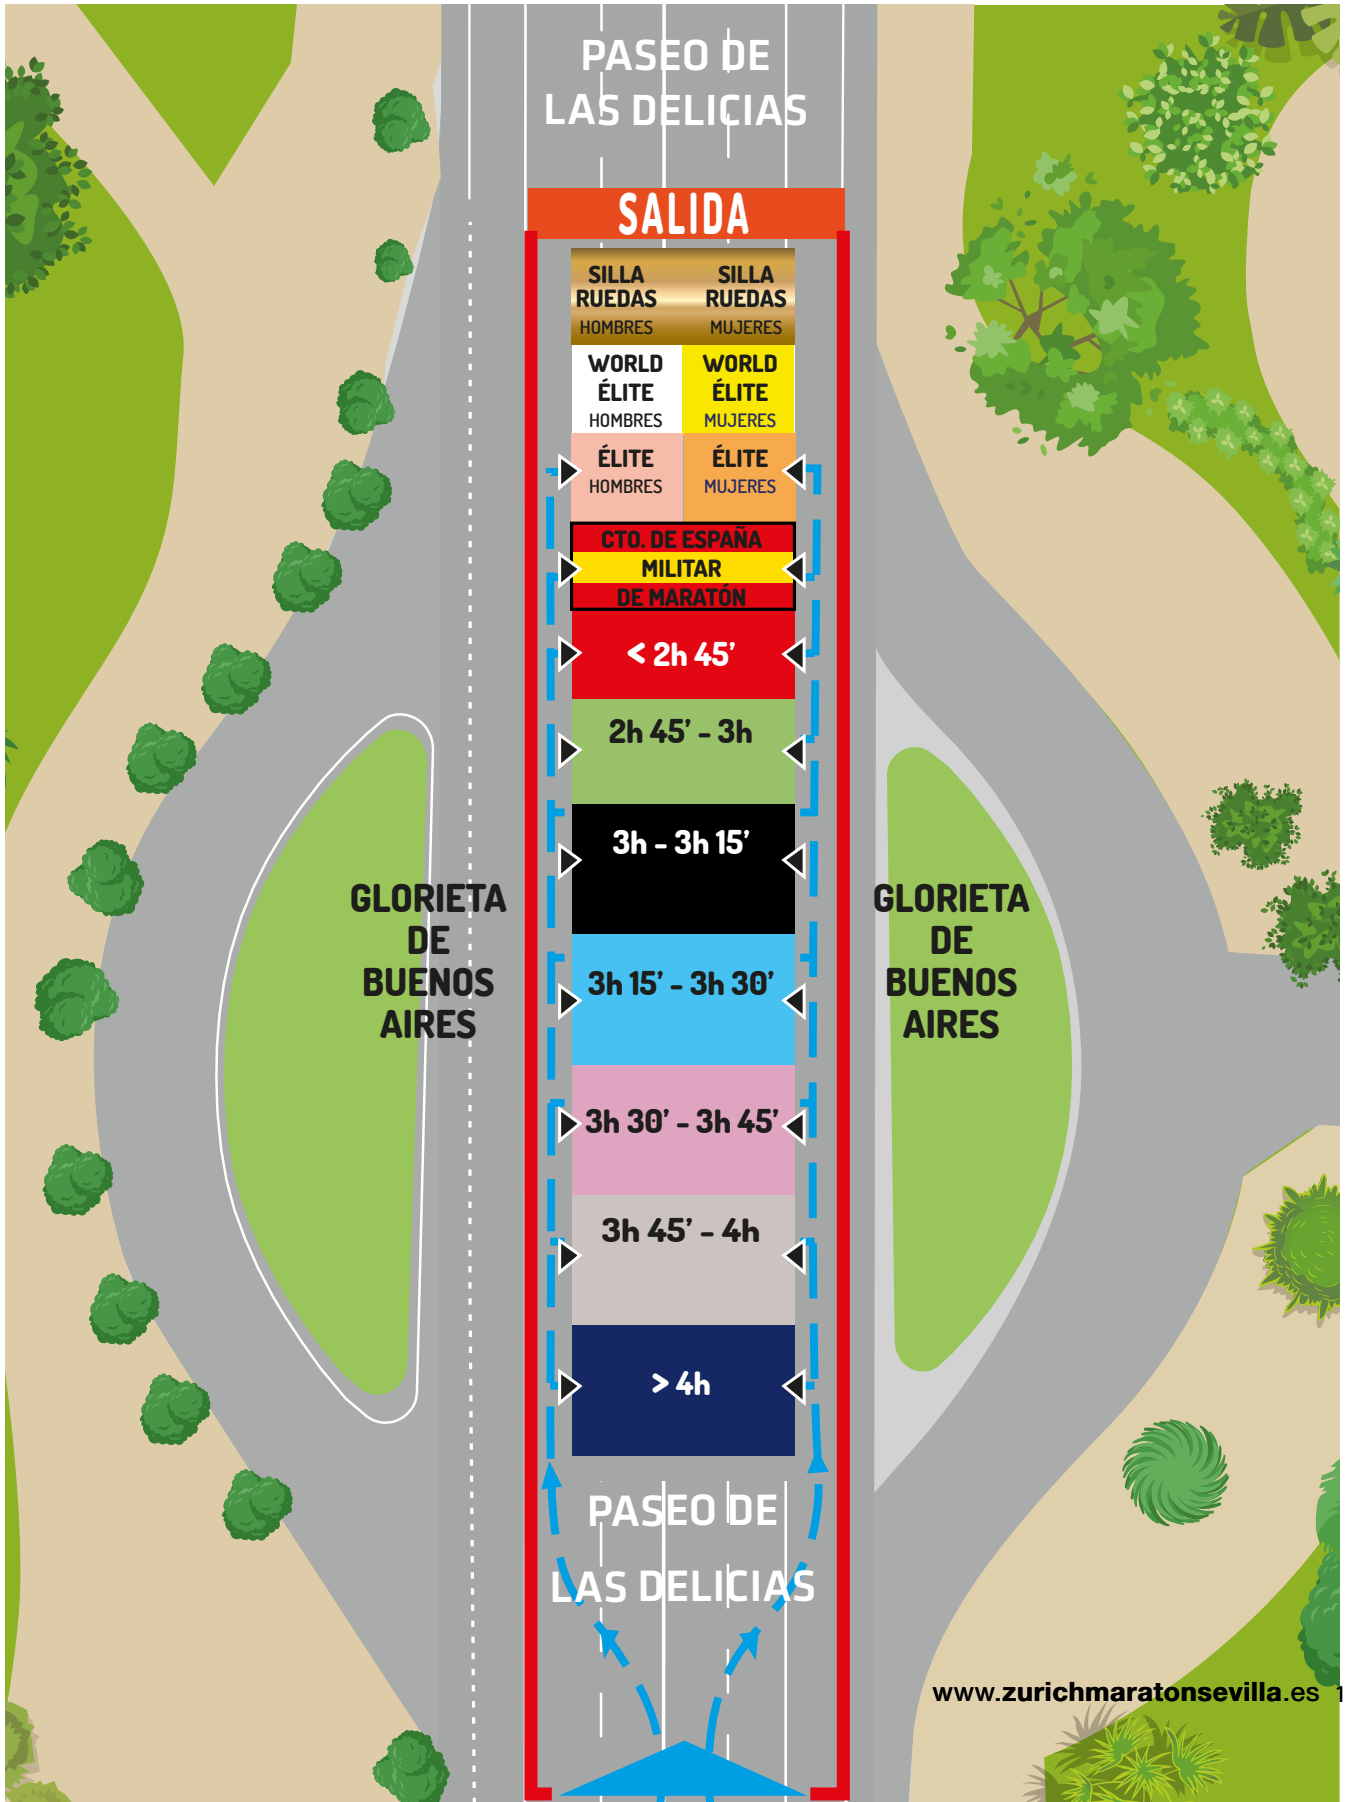 PASEO DE
LAS DELICIAS
SALIDA
SILLA
RUEDAS
HOMBRES
SILLA
RUEDAS
MUJERES
WORLD
ÉLITE
HOMBRES
WORLD
ÉLITE
MUJERES
ÉLITE
HOMBRES
ÉLITE
MUJERES
CTO. DE ESPAÑA
MILITAR
DE MARATÓN
< 2h 45’
2h 45’ - 3h
3h - 3h 15’
GLORIETA
DE
BUENOS
AIRES
GLORIETA
DE
BUENOS
AIRES
3h 15’ - 3h 30’
3h 30’ - 3h 45’
3h 45’ - 4h
> 4h
PASEO DE
LAS DELICIAS
www.zurichmaratonsevilla.es 1